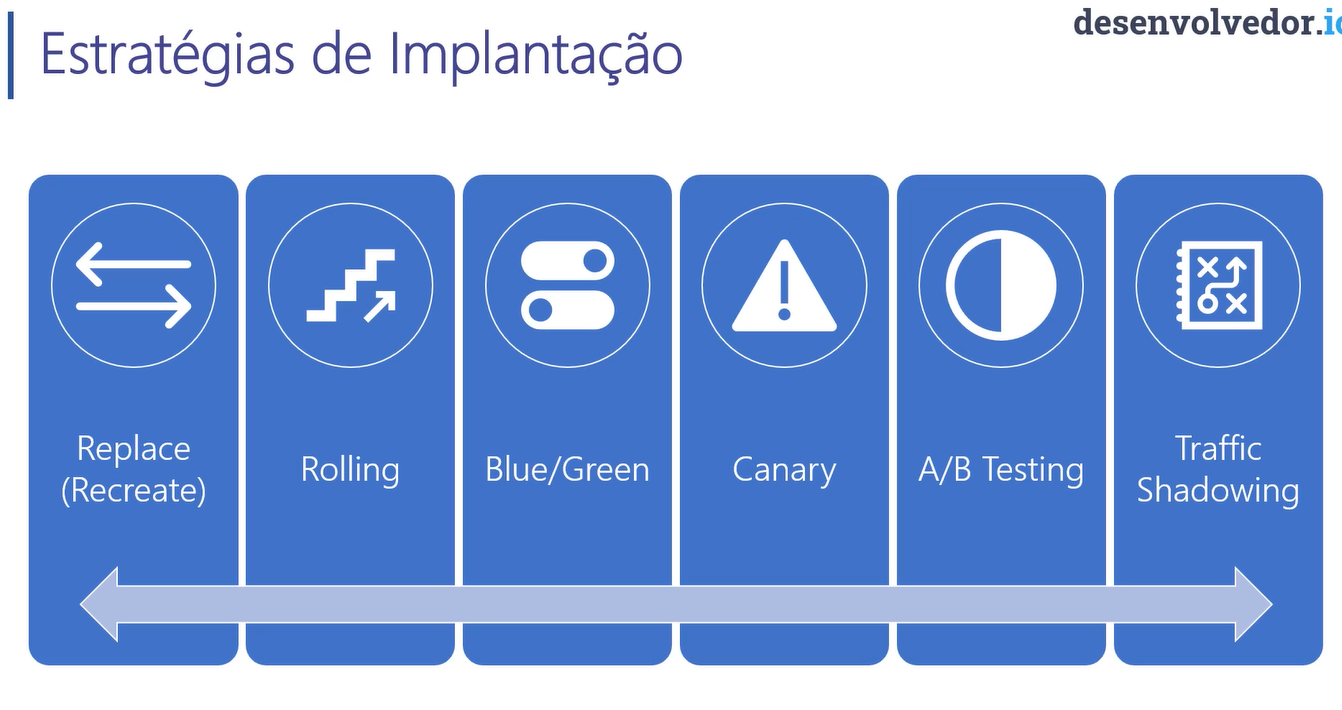 desenvolvedor.io
Estratégias de Implantação
Replace
(Recreate)
Rolling
Blue/Green
Canary
A/B Testing
Traffic
Shadowing